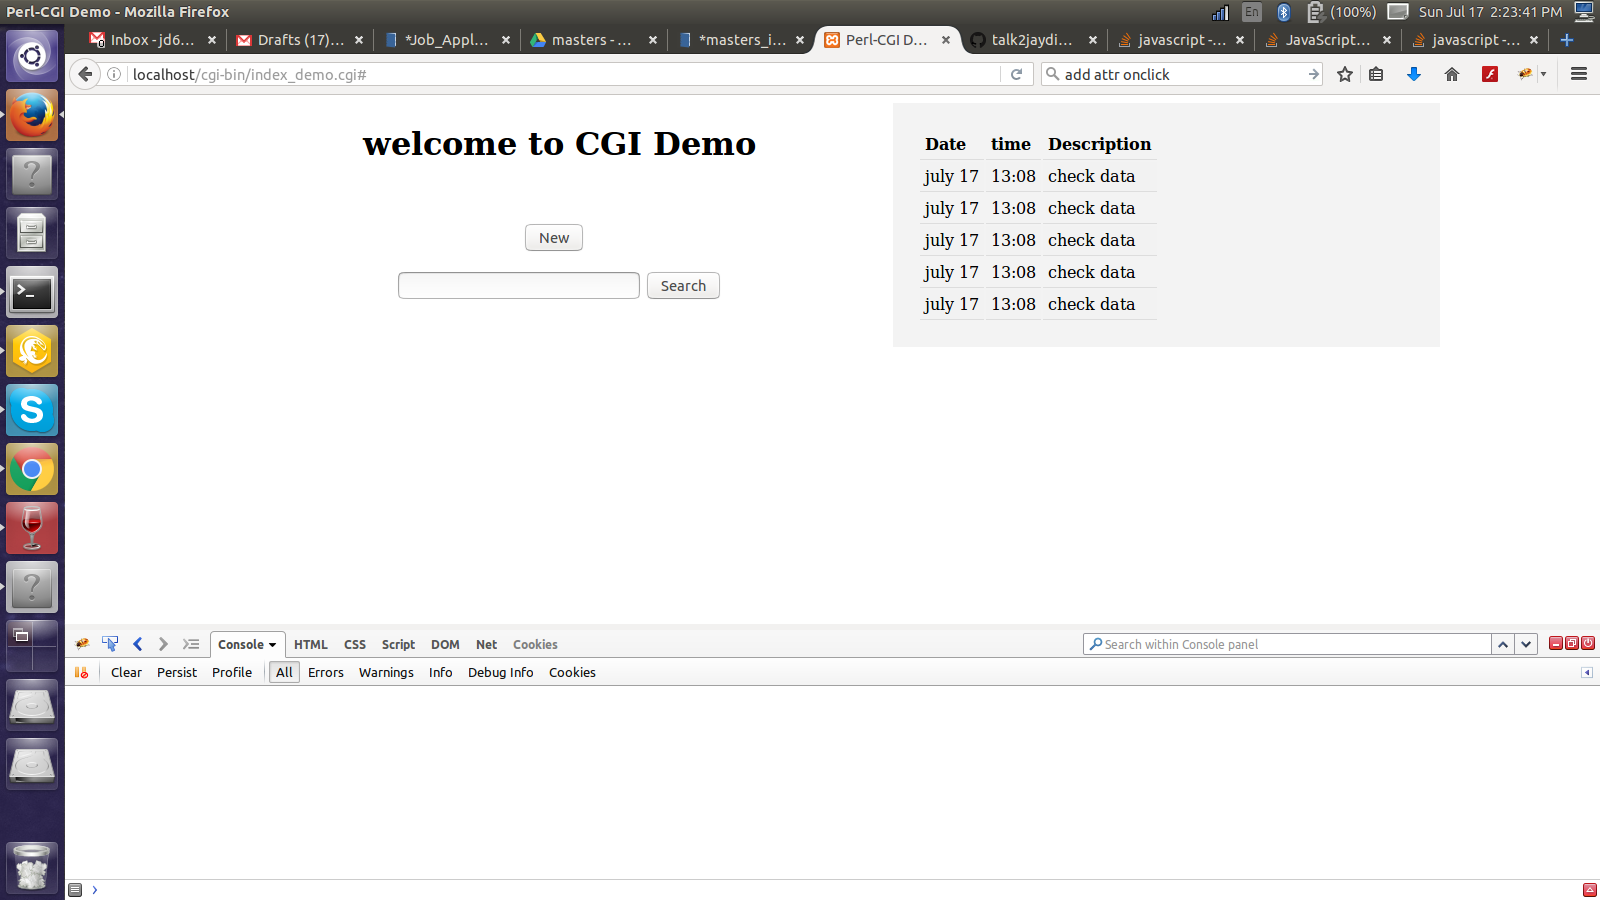 Perl-CGI Demo - Mozilla Firefox
En (100%) Sun Jul 17 2:23:41 PM
Inbox - jd6... Drafts (17)... *Job_Appl... masters - ... *masters_i... Perl-CGI D... talk2jaydi... javascript -... JavaScript... javascript -...
localhost/cgi-bin/index_demo.cgi# add attr onclick
welcome to CGI Demo
New
Search
Date time Description
july 17 13:08 check data
july 17 13:08 check data
july 17 13:08 check data
july 17 13:08 check data
july 17 13:08 check data
Console HTML CSS Script DOM Net Cookies Search within Console panel
Clear Persist Profile All Errors Warnings Info Debug Info Cookies